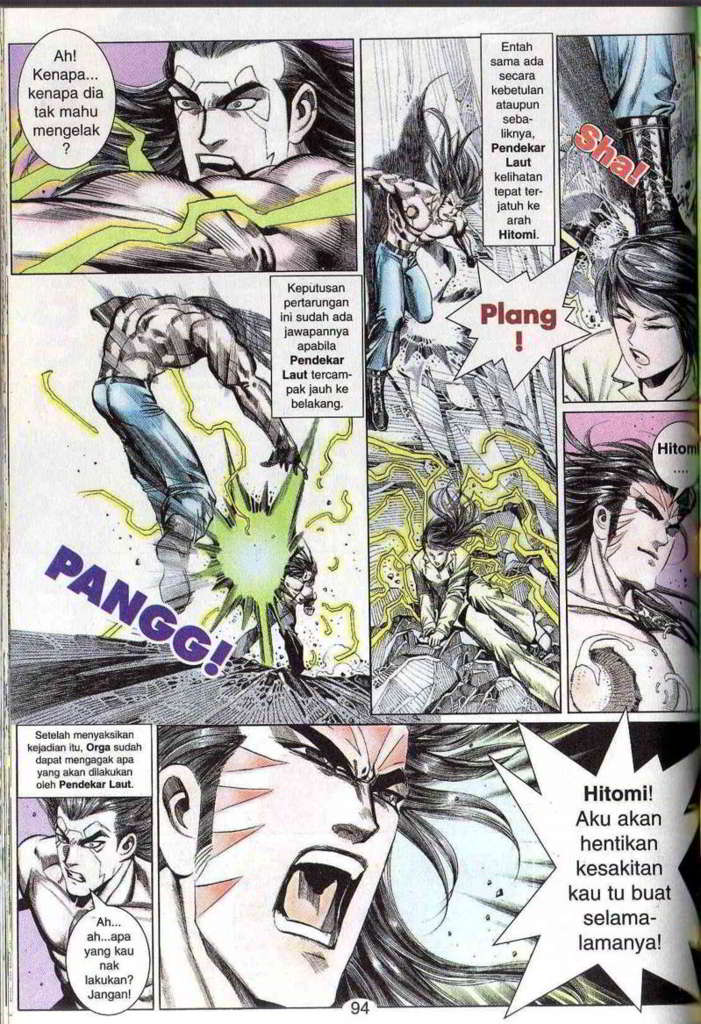 Ah!
Kenapa...
kenapa dia
tak mahu
mengelak
?
Keputusan
pertarungan
ini sudah ada
jawapannya
apabila
Pendekar
Laut tercam-
pak jauh ke
belakang.
PANGG!
Entah
sama ada
secara
kebetulan
ataupun
seba-
liknya,
Pendekar
Laut
kelihatan
tepat ter-
jatuh ke
arah
Hitomi.
Sha!
Plang
!
Hitomi
....
Setelah menyaksikan
kejadian itu, Orga sudah
dapat mengagak apa
yang akan dilakukan
oleh Pendekar Laut.
Ah...
ah...apa
yang kau
nak
lakukan?
Jangan!
Hitomi!
Aku akan
hentikan
kesakitan
kau tu buat
selama-
lamanya!
94